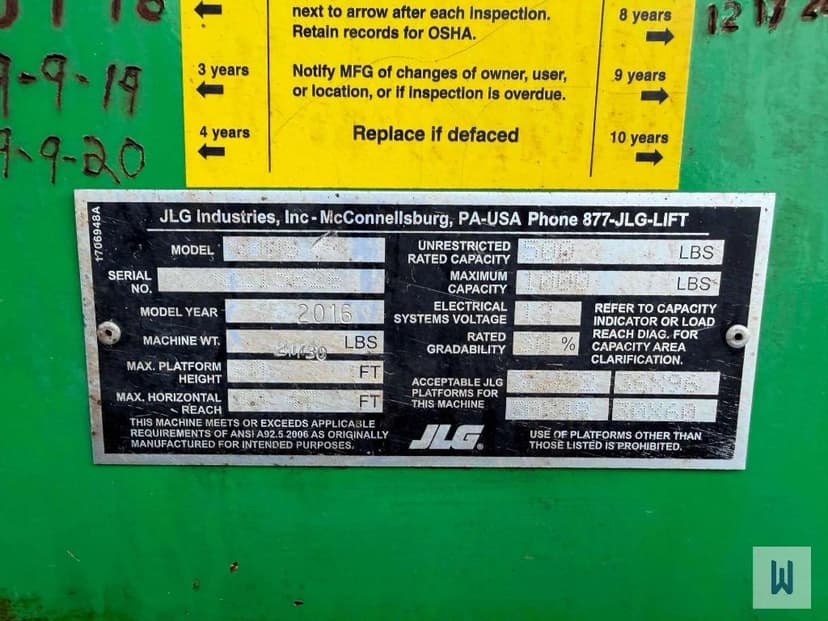 next to arrow after each inspection.
Retain records for OSHA.
8 years
3 years
Notify MFG of changes of owner, user,
or location, or if inspection is overdue.
9 years
9-9-19
4 years
Replace if defaced
10 years
9-9-20
1706948A
JLG Industries, Inc - McConnellsburg, PA-USA Phone 877-JLG-LIFT
MODEL
SERIAL NO.
MODEL YEAR 2016
MACHINE WT. LBS
MAX. PLATFORM HEIGHT FT
MAX. HORIZONTAL REACH FT
THIS MACHINE MEETS OR EXCEEDS APPLICABLE
REQUIREMENTS OF ANSI A92.5 2006 AS ORIGINALLY
MANUFACTURED FOR INTENDED PURPOSES.
UNRESTRICTED RATED CAPACITY 500 LBS
MAXIMUM CAPACITY 1000 LBS
ELECTRICAL SYSTEMS VOLTAGE
RATED GRADABILITY %
REFER TO CAPACITY
INDICATOR OR LOAD
REACH DIAG. FOR
CAPACITY AREA
CLARIFICATION.
ACCEPTABLE JLG
PLATFORMS FOR
THIS MACHINE
36X96
30X60
JLG
USE OF PLATFORMS OTHER THAN
THOSE LISTED IS PROHIBITED.
W